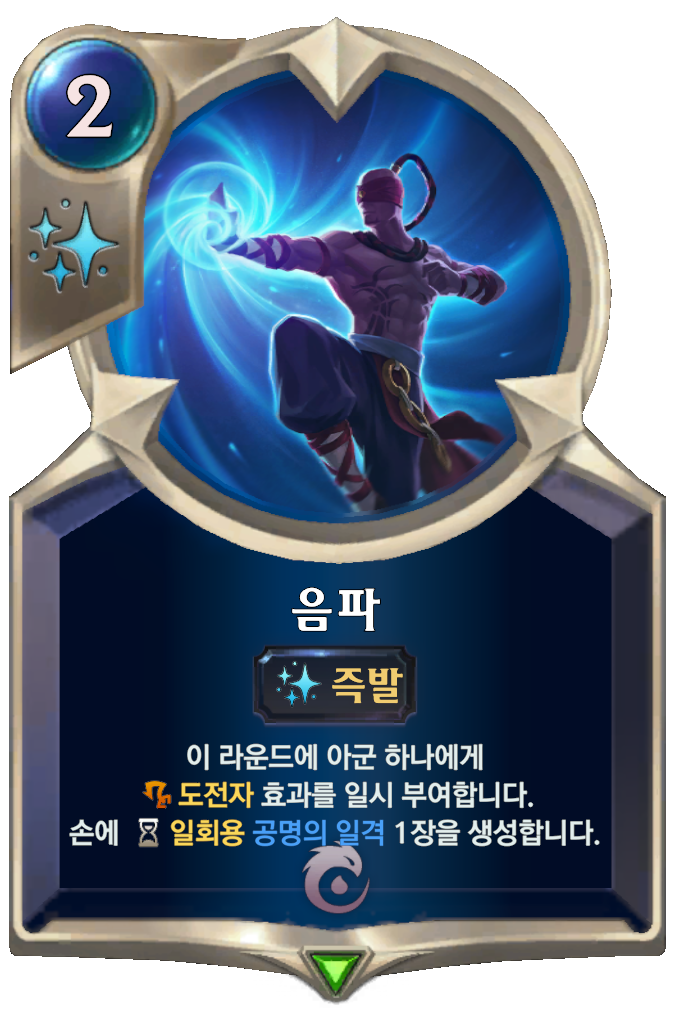 2
음파
즉발
이 라운드에 아군 하나에게
도전자 효과를 일시 부여합니다.
손에 일회용 공명의 일격 1장을 생성합니다.